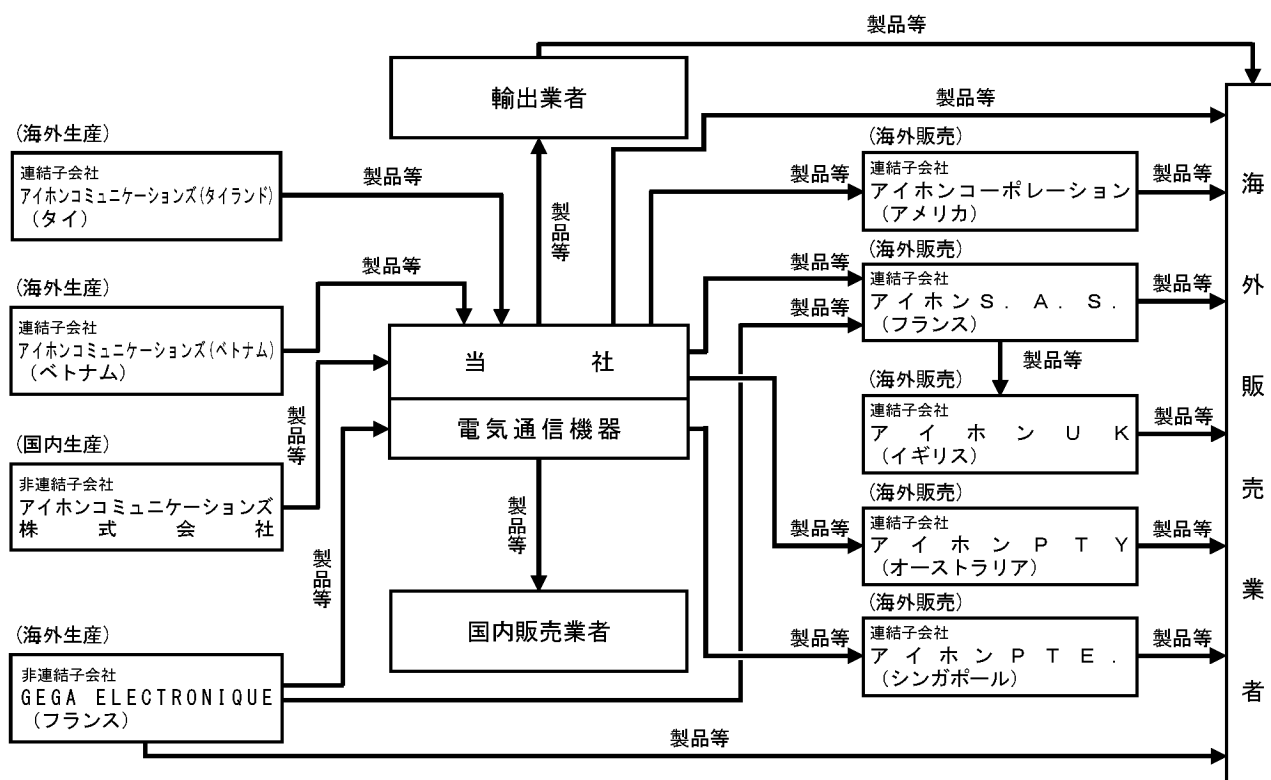 製品等
輸出業者
製品等
(海外生産)
連結子会社
アイホンコミュニケーションズ(タイランド)
(タイ)
製品等
製品等
(海外販売)
製品等
連結子会社
アイホンコーポレーション
(アメリカ)
製品等
(海外生産)
連結子会社
アイホンコミュニケーションズ(ベトナム)
(ベトナム)
製品等
(海外販売)
製品等
製品等
連結子会社
アイホンS.A.S.
(フランス)
製品等
製品等
当社
電気通信機器
(海外販売)
連結子会社
アイホンUK
(イギリス)
製品等
(国内生産)
非連結子会社
アイホンコミュニケーションズ
株式会社
製品等
製品等
(海外販売)
製品等
連結子会社
アイホンPTY
(オーストラリア)
製品等
国内販売業者
(海外販売)
製品等
連結子会社
アイホンPTE.
(シンガポール)
製品等
(海外生産)
非連結子会社
GEGA ELECTRONIQUE
(フランス)
製品等
製品等
海外販売業者